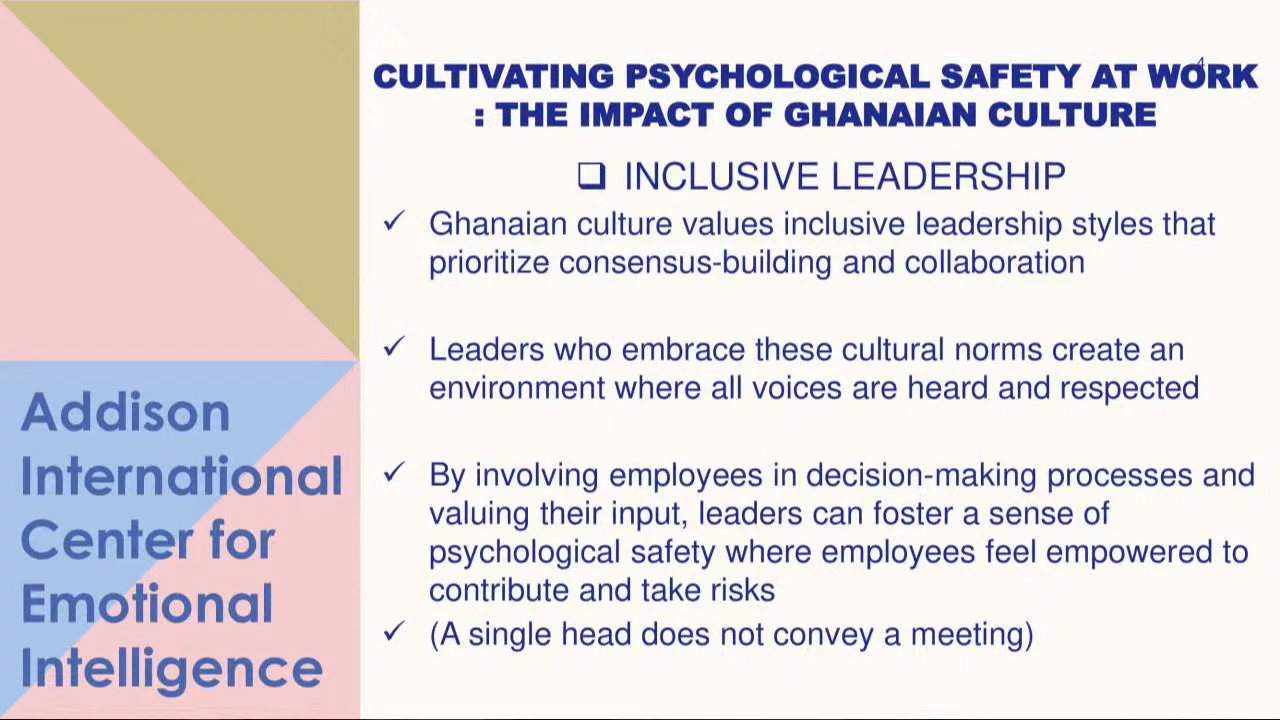 CULTIVATING PSYCHOLOGICAL SAFETY AT WORK
: THE IMPACT OF GHANAIAN CULTURE
4
❑ INCLUSIVE LEADERSHIP
✓ Ghanaian culture values inclusive leadership styles that
prioritize consensus-building and collaboration
✓ Leaders who embrace these cultural norms create an
environment where all voices are heard and respected
✓ By involving employees in decision-making processes and
valuing their input, leaders can foster a sense of
psychological safety where employees feel empowered to
contribute and take risks
✓ (A single head does not convey a meeting)
Addison
International
Center for
Emotional
Intelligence